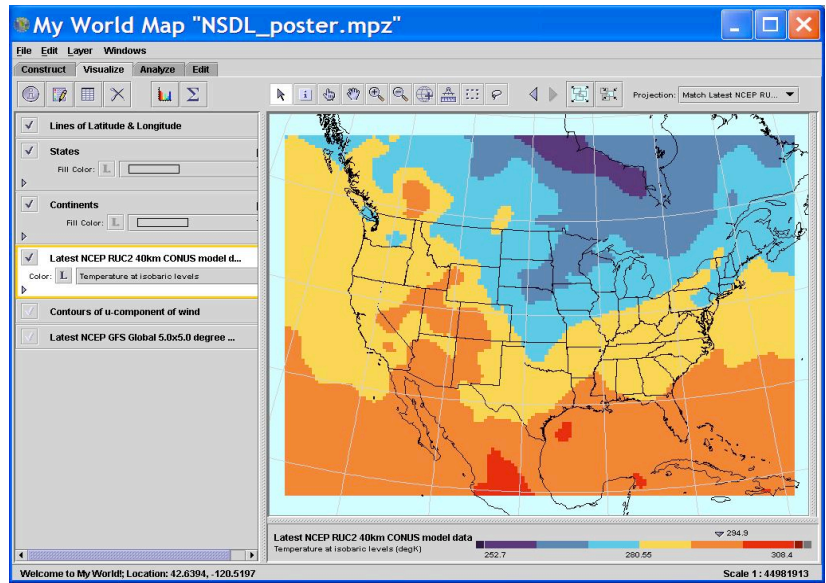 My World Map "NSDL_poster.mpz"
File Edit Layer Windows
Construct Visualize Analyze Edit
Projection: Match Latest NCEP RU...
Lines of Latitude & Longitude
States
Fill Color: L
Continents
Fill Color: L
Latest NCEP RUC2 40km CONUS model d...
Color: L Temperature at isobaric levels
Contours of u-component of wind
Latest NCEP GFS Global 5.0x5.0 degree ...
Latest NCEP RUC2 40km CONUS model data
Temperature at isobaric levels (degK)
294.9
252.7 280.55 308.4
Welcome to My World!; Location: 42.6394, -120.5197 Scale 1 : 44981913